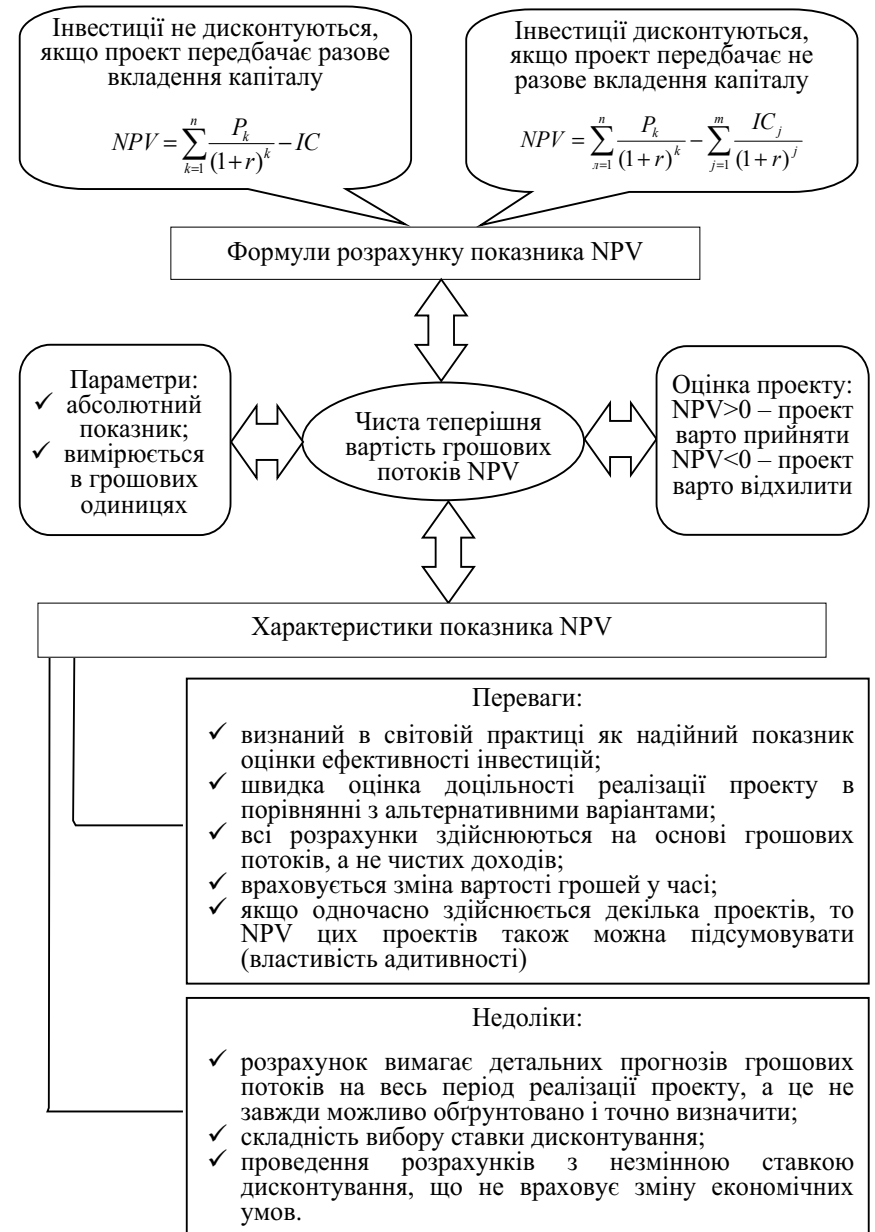 Інвестиції не дисконтуються,
якщо проект передбачає разове
вкладення капіталу
NPV = \sum_{k=1}^{n} \frac{P_k}{(1+r)^k} - IC
Інвестиції дисконтуються,
якщо проект передбачає не
разове вкладення капіталу
NPV = \sum_{л=1}^{n} \frac{P_k}{(1+r)^k} - \sum_{j=1}^{m} \frac{IC_j}{(1+r)^j}
Формули розрахунку показника NPV
Параметри:
✓ абсолютний
показник;
✓ вимірюється
в грошових
одиницях
Чиста теперішня
вартість грошових
потоків NPV
Оцінка проекту:
NPV>0 – проект
варто прийняти
NPV<0 – проект
варто відхилити
Характеристики показника NPV
Переваги:
✓ визнаний в світовій практиці як надійний показник
оцінки ефективності інвестицій;
✓ швидка оцінка доцільності реалізації проекту в
порівнянні з альтернативними варіантами;
✓ всі розрахунки здійснюються на основі грошових
потоків, а не чистих доходів;
✓ враховується зміна вартості грошей у часі;
✓ якщо одночасно здійснюється декілька проектів, то
NPV цих проектів також можна підсумовувати
(властивість адитивності)
Недоліки:
✓ розрахунок вимагає детальних прогнозів грошових
потоків на весь період реалізації проекту, а це не
завжди можливо обґрунтовано і точно визначити;
✓ складність вибору ставки дисконтування;
✓ проведення розрахунків з незмінною ставкою
дисконтування, що не враховує зміну економічних
умов.